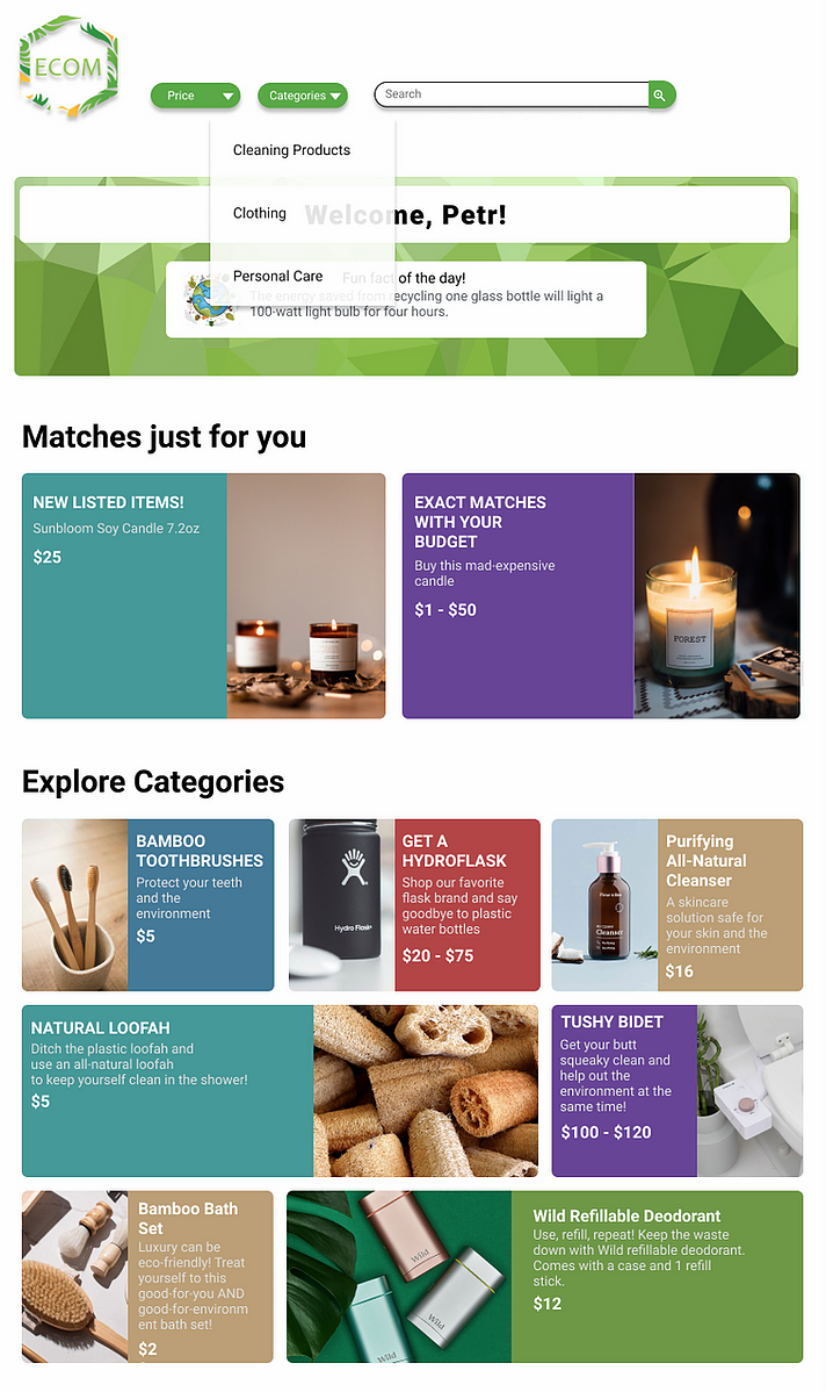 ECOM
Price
Categories
Search
Cleaning Products
Clothing
Personal Care
Welcome, Petr!
Fun fact of the day!
The energy saved from recycling one glass bottle will light a
100-watt light bulb for four hours.
Matches just for you
NEW LISTED ITEMS!
Sunbloom Soy Candle 7.2oz
$25
EXACT MATCHES
WITH YOUR
BUDGET
Buy this mad-expensive
candle
$1 - $50
FOREST
Explore Categories
BAMBOO
TOOTHBRUSHES
Protect your teeth
and the
environment
$5
Hydro Flask
GET A
HYDROFLASK
Shop our favorite
flask brand and say
goodbye to plastic
water bottles
$20 - $75
Cleanser
Purifying
All-Natural
Cleanser
A skincare
solution safe for
your skin and the
environment
$16
NATURAL LOOFAH
Ditch the plastic loofah and
use an all-natural loofah
to keep yourself clean in the shower!
$5
TUSHY BIDET
Get your butt
squeaky clean and
help out the
environment at the
same time!
$100 - $120
Bamboo Bath
Set
Luxury can be
eco-friendly! Treat
yourself to this
good-for-you AND
good-for-environm
ent bath set!
$2
Wild
Wild
Wild
Wild Refillable Deodorant
Use, refill, repeat! Keep the waste
down with Wild refillable deodorant.
Comes with a case and 1 refill
stick.
$12